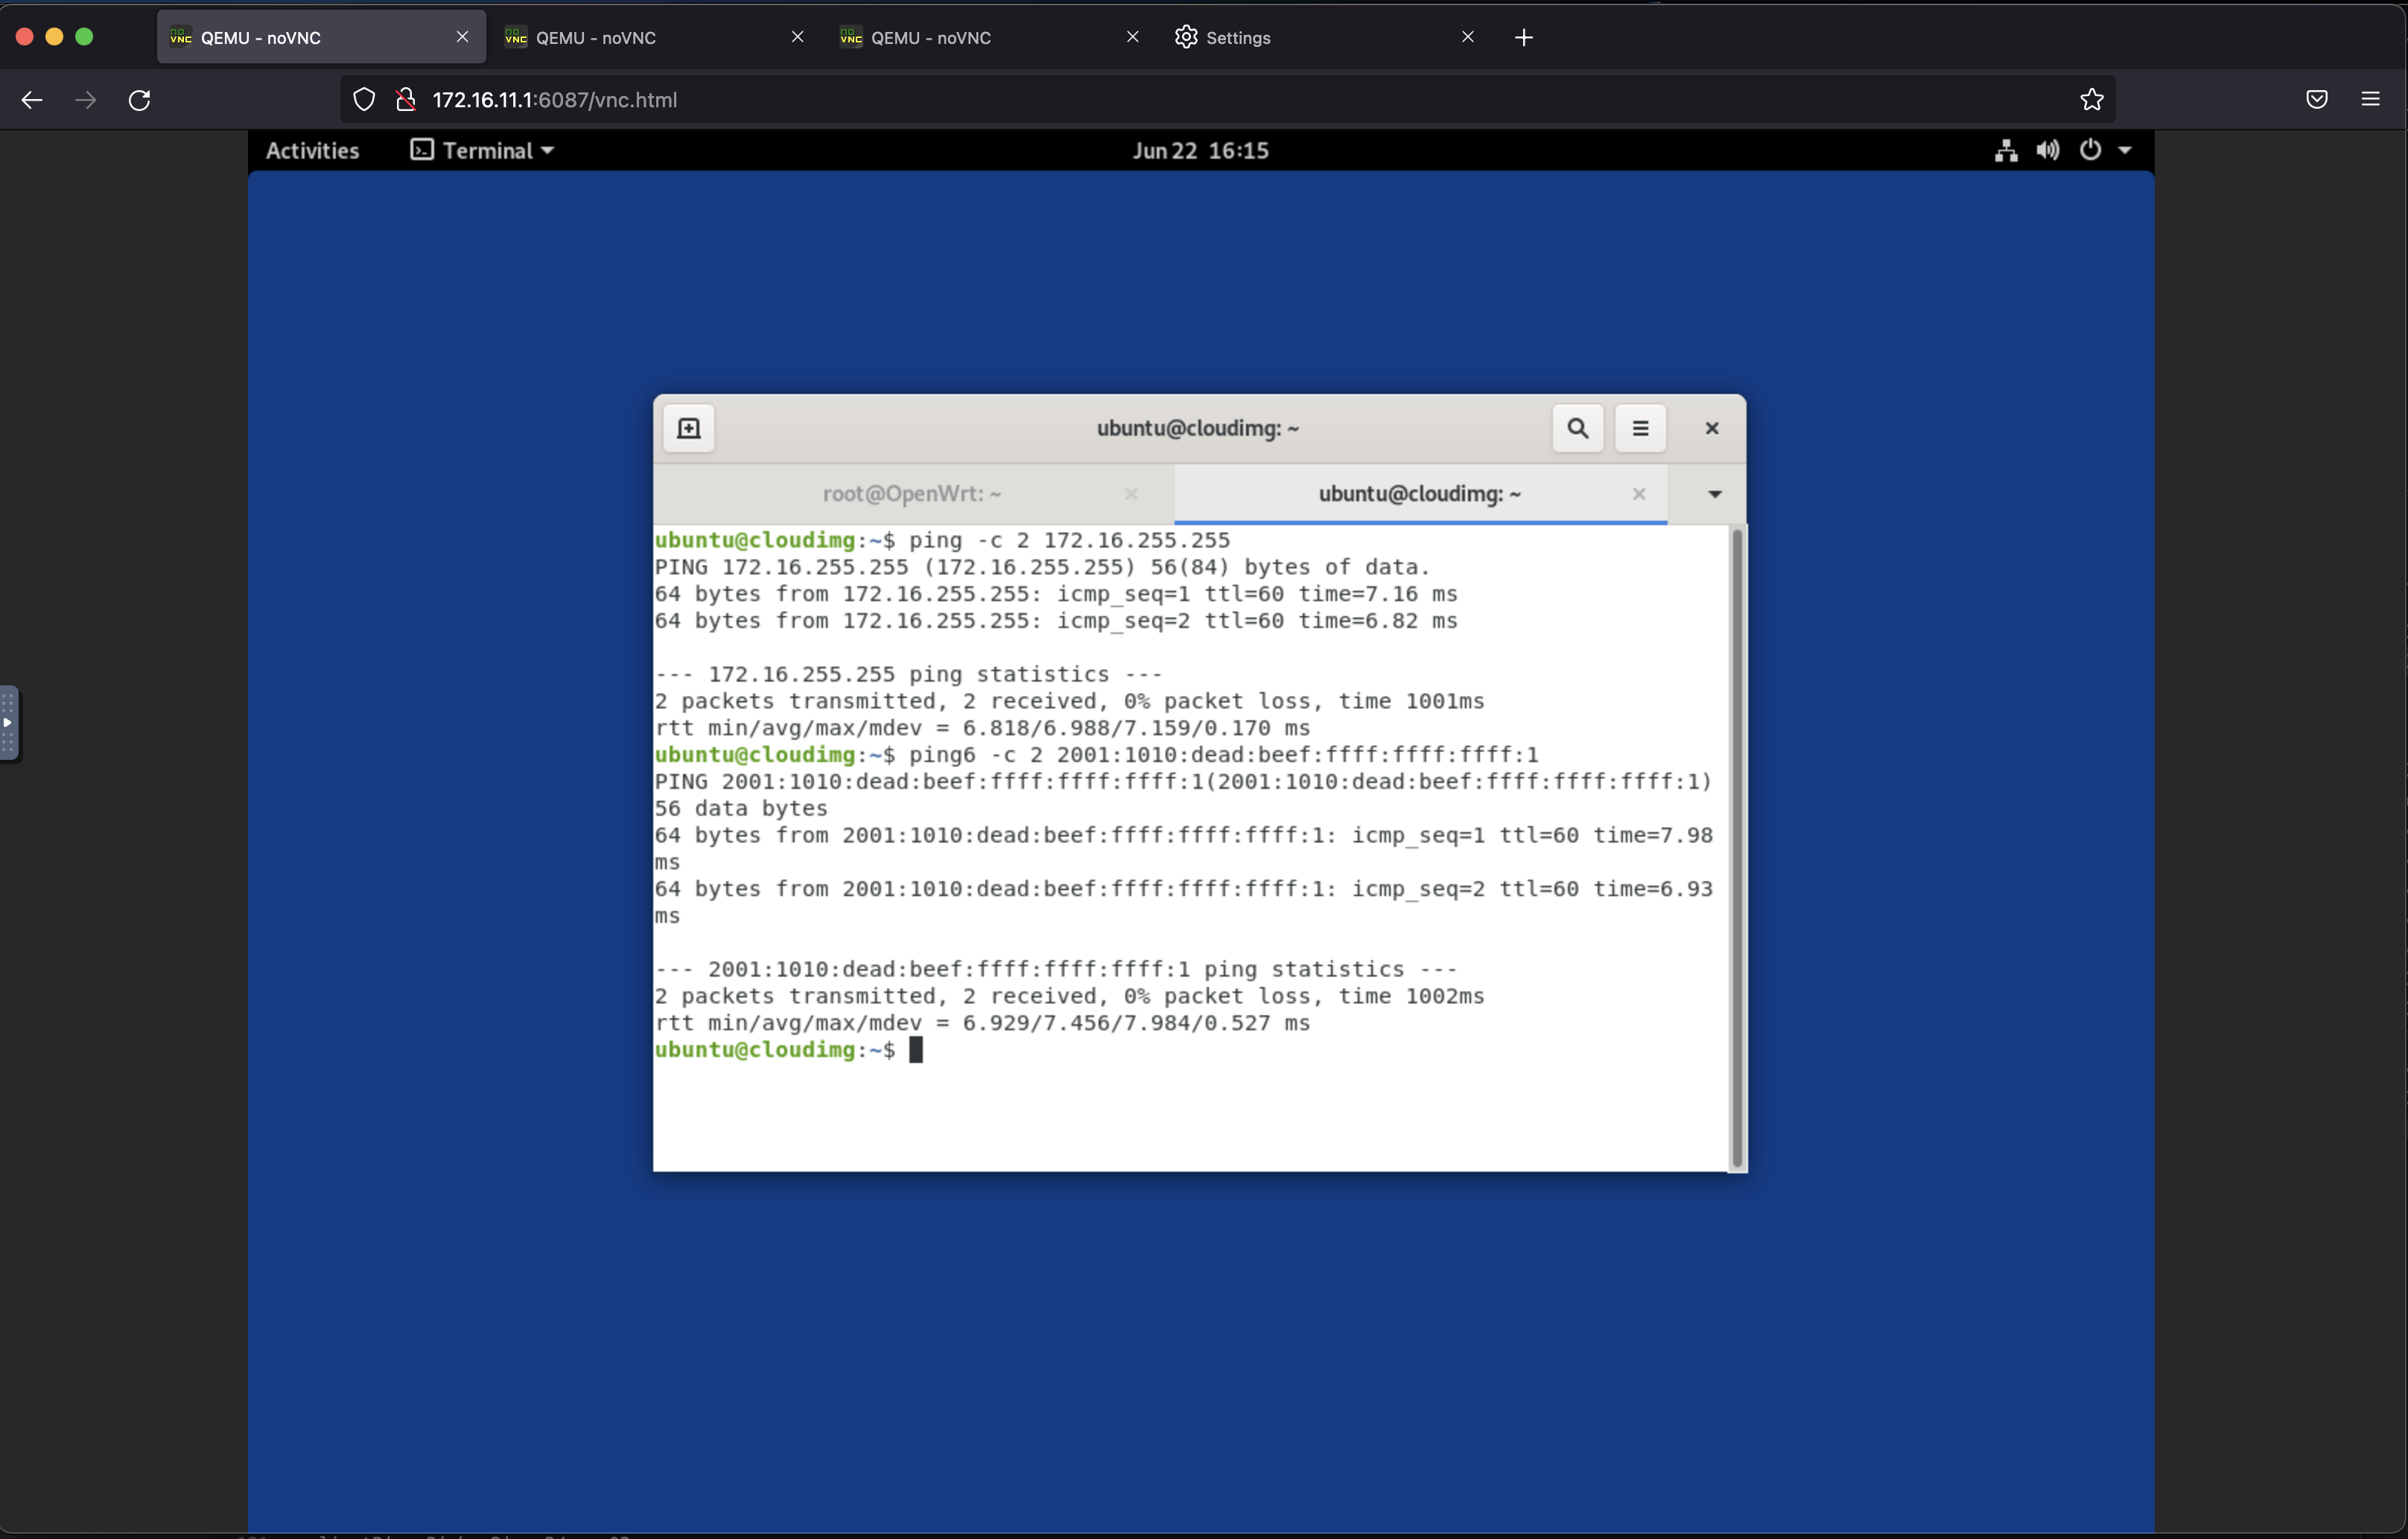 QEMU - noVNC
QEMU - noVNC
QEMU - noVNC
Settings
172.16.11.1:6087/vnc.html
Activities
Terminal
Jun 22 16:15
ubuntu@cloudimg: ~
root@OpenWrt: ~
ubuntu@cloudimg: ~
ubuntu@cloudimg:~$ ping -c 2 172.16.255.255
PING 172.16.255.255 (172.16.255.255) 56(84) bytes of data.
64 bytes from 172.16.255.255: icmp_seq=1 ttl=60 time=7.16 ms
64 bytes from 172.16.255.255: icmp_seq=2 ttl=60 time=6.82 ms
--- 172.16.255.255 ping statistics ---
2 packets transmitted, 2 received, 0% packet loss, time 1001ms
rtt min/avg/max/mdev = 6.818/6.988/7.159/0.170 ms
ubuntu@cloudimg:~$ ping6 -c 2 2001:1010:dead:beef:ffff:ffff:ffff:1
PING 2001:1010:dead:beef:ffff:ffff:ffff:1(2001:1010:dead:beef:ffff:ffff:ffff:1)
56 data bytes
64 bytes from 2001:1010:dead:beef:ffff:ffff:ffff:1: icmp_seq=1 ttl=60 time=7.98
ms
64 bytes from 2001:1010:dead:beef:ffff:ffff:ffff:1: icmp_seq=2 ttl=60 time=6.93
ms
--- 2001:1010:dead:beef:ffff:ffff:ffff:1 ping statistics ---
2 packets transmitted, 2 received, 0% packet loss, time 1002ms
rtt min/avg/max/mdev = 6.929/7.456/7.984/0.527 ms
ubuntu@cloudimg:~$